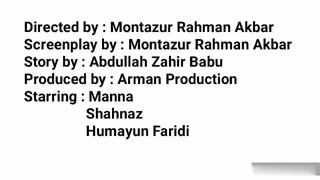 Directed by : Montazur Rahman Akbar
Screenplay by : Montazur Rahman Akbar
Story by : Abdullah Zahir Babu
Produced by : Arman Production
Starring : Manna
Shahnaz
Humayun Faridi